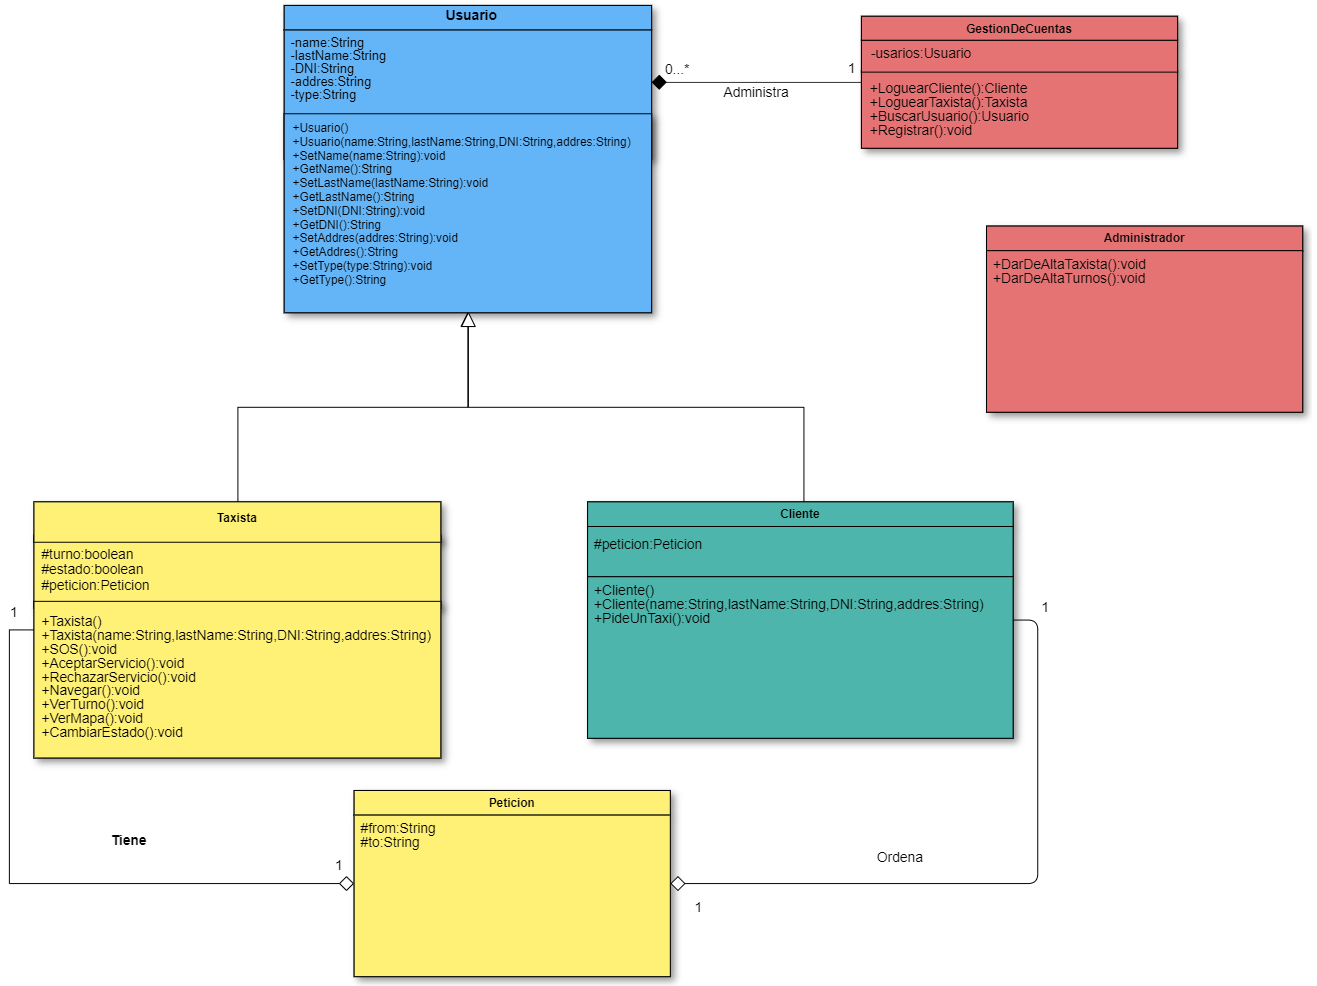 Usuario
-name:String
-lastName:String
-DNI:String
-addres:String
-type:String
+Usuario()
+Usuario(name:String,lastName:String,DNI:String,addres:String)
+SetName(name:String):void
+GetName():String
+SetLastName(lastName:String):void
+GetLastName():String
+SetDNI(DNI:String):void
+GetDNI():String
+SetAddres(addres:String):void
+GetAddres():String
+SetType(type:String):void
+GetType():String
0...*
1
Administra
GestionDeCuentas
-usarios:Usuario
+LoguearCliente():Cliente
+LoguearTaxista():Taxista
+BuscarUsuario():Usuario
+Registrar():void
Administrador
+DarDeAltaTaxista():void
+DarDeAltaTurnos():void
Taxista
#turno:boolean
#estado:boolean
#peticion:Peticion
+Taxista()
+Taxista(name:String,lastName:String,DNI:String,addres:String)
+SOS():void
+AceptarServicio():void
+RechazarServicio():void
+Navegar():void
+VerTurno():void
+VerMapa():void
+CambiarEstado():void
1
Cliente
#peticion:Peticion
+Cliente()
+Cliente(name:String,lastName:String,DNI:String,addres:String)
+PideUnTaxi():void
1
Tiene
1
Peticion
#from:String
#to:String
Ordena
1